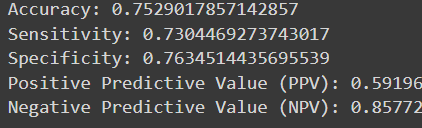 Accuracy: 0.7529017857142857
Sensitivity: 0.7304469273743017
Specificity: 0.7634514435695539
Positive Predictive Value (PPV): 0.59196
Negative Predictive Value (NPV): 0.85772